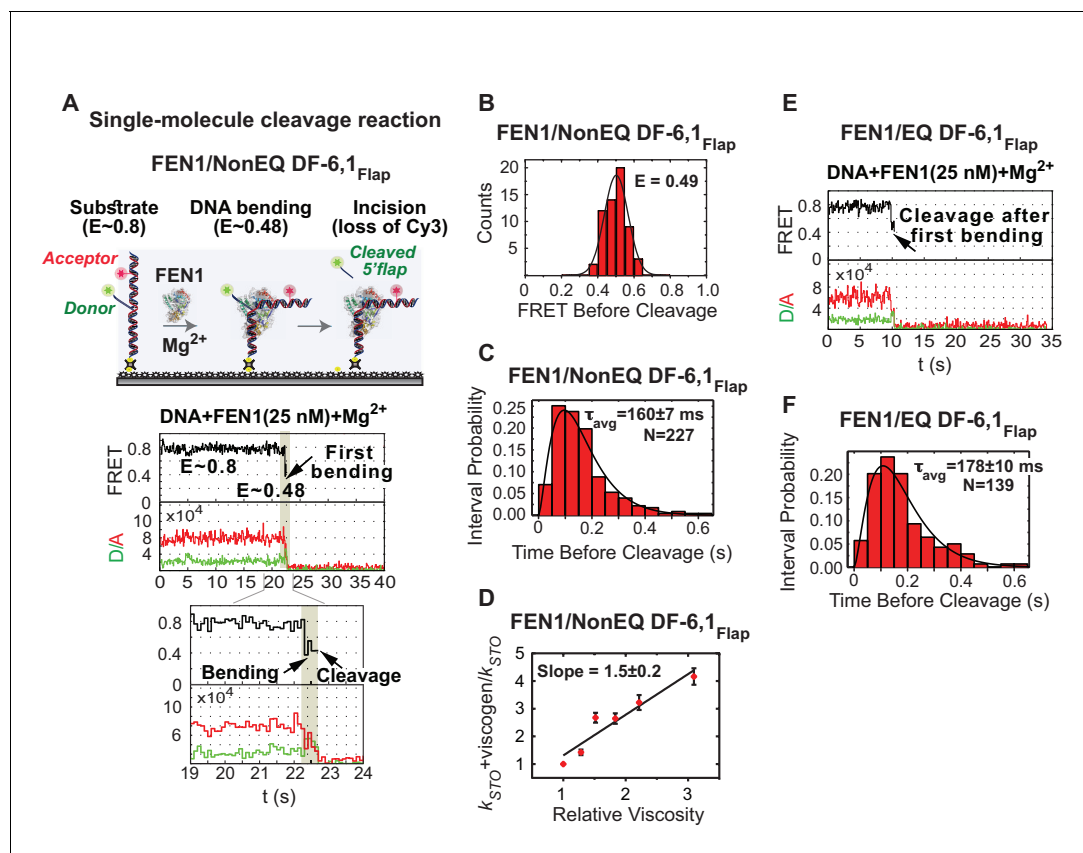 A
Single-molecule cleavage reaction
FEN1/NonEQ DF-6,1Flap
Substrate
(E~0.8)
DNA bending
(E~0.48)
Incision
(loss of Cy3)
Acceptor
Donor
FEN1
Mg2+
Cleaved
5'flap
DNA+FEN1(25 nM)+Mg2+
FRET
0.8
0.4
0
E~0.8
E~0.48
First
bending
D/A
x10^4
10
8
4
0 5 10 15 20 25 30 35 40
0.8
0.4
0
Bending
Cleavage
x10^4
6
19 20 21 22 22 23 24
t (s)
B
FEN1/NonEQ DF-6,1Flap
Counts
20
15
10
5
E = 0.49
0.0 0.2 0.4 0.6 0.8 1.0
FRET Before Cleavage
C
FEN1/NonEQ DF-6,1Flap
Interval Probability
0.25
0.20
0.15
0.10
0.05
0.00
τavg=160±7 ms
N=227
0.0 0.2 0.4 0.6
Time Before Cleavage (s)
D
FEN1/NonEQ DF-6,1Flap
kSTO+viscogen/kSTO
5
4
3
2
1
Slope = 1.5±0.2
1 2 3
Relative Viscosity
E
FEN1/EQ DF-6,1Flap
DNA+FEN1(25 nM)+Mg2+
FRET
0.8
0.4
0
Cleavage after
first bending
D/A
x10^4
8
4
0 5 10 15 20 25 30 35
t (s)
F
FEN1/EQ DF-6,1Flap
Interval Probability
0.20
0.15
0.10
0.05
0.00
τavg=178±10 ms
N=139
0.0 0.2 0.4 0.6
Time Before Cleavage (s)